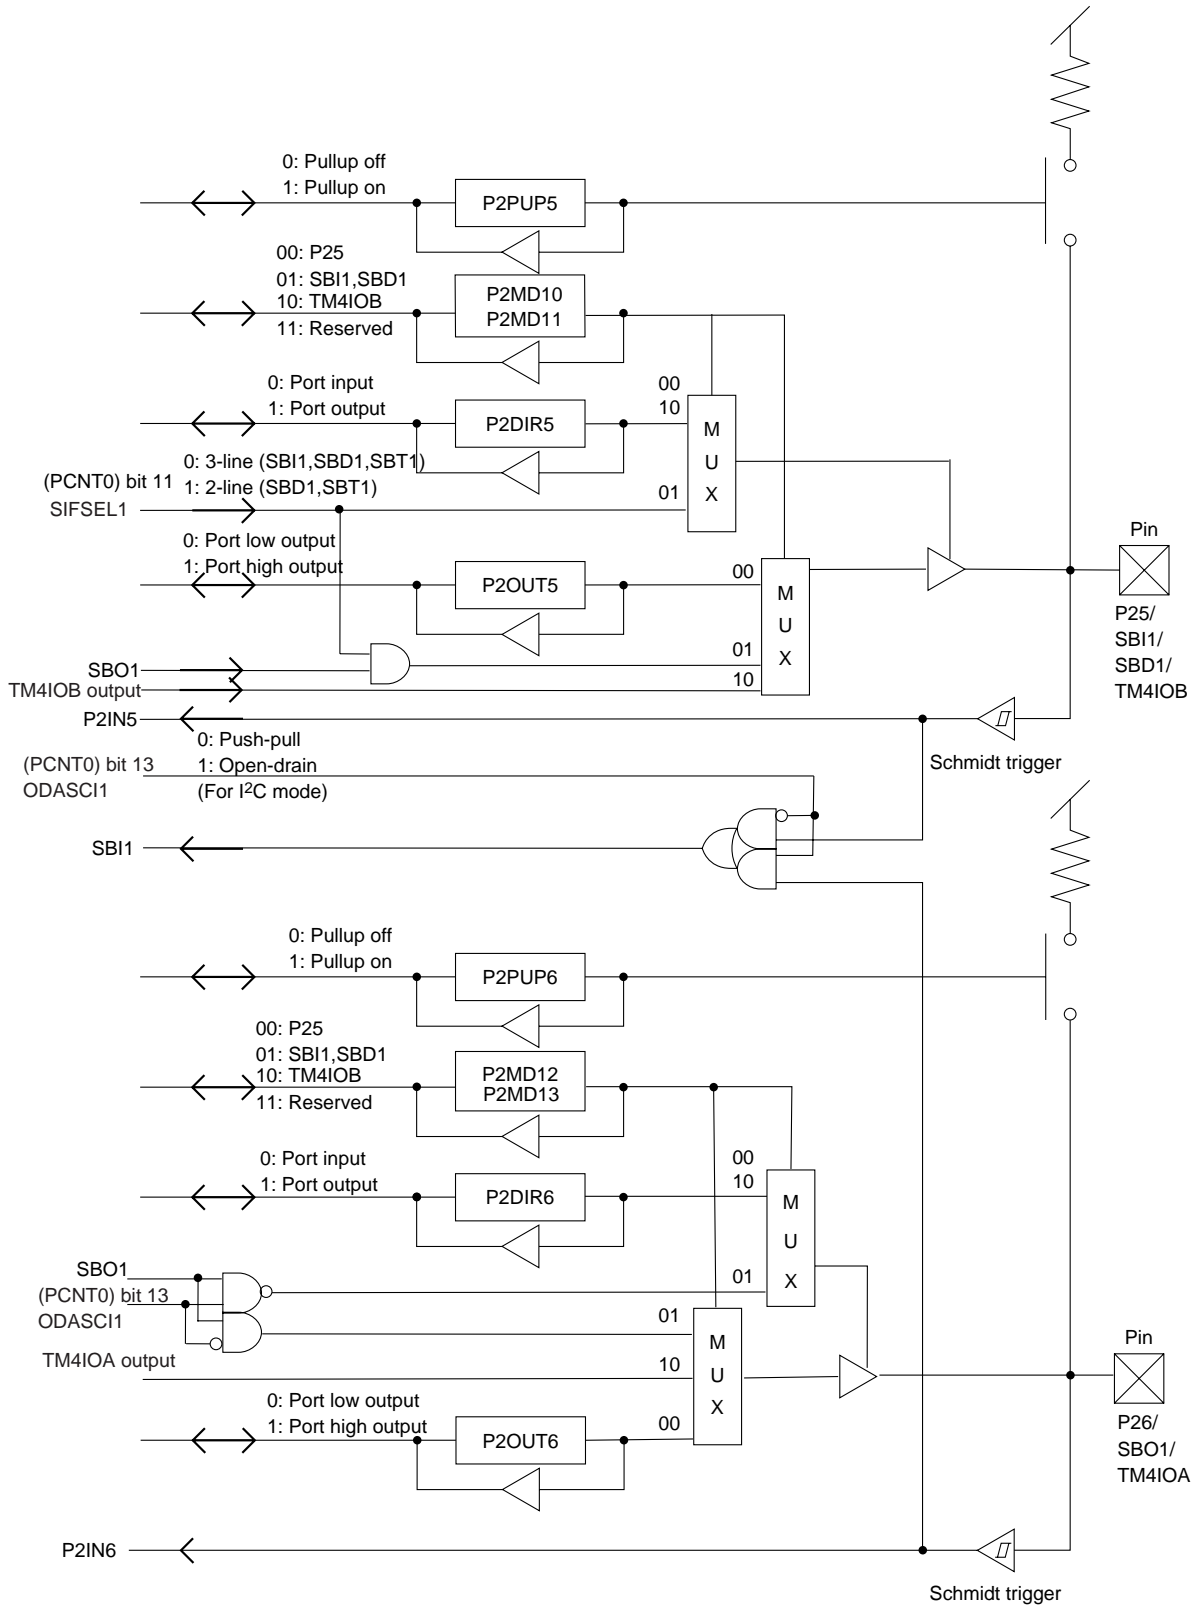 0: Pullup off
1: Pullup on
P2PUP5
00: P25
01: SBI1,SBD1
10: TM4IOB
11: Reserved
P2MD10
P2MD11
0: Port input
1: Port output
P2DIR5
00
10
01
M
U
X
0: 3-line (SBI1,SBD1,SBT1)
1: 2-line (SBD1,SBT1)
(PCNT0) bit 11
SIFSEL1
0: Port low output
1: Port high output
P2OUT5
00
01
10
M
U
X
Pin
P25/
SBI1/
SBD1/
TM4IOB
SBO1
TM4IOB output
P2IN5
Schmidt trigger
0: Push-pull
1: Open-drain
(For I2C mode)
(PCNT0) bit 13
ODASCI1
SBI1
0: Pullup off
1: Pullup on
P2PUP6
00: P25
01: SBI1,SBD1
10: TM4IOB
11: Reserved
P2MD12
P2MD13
0: Port input
1: Port output
P2DIR6
00
10
01
M
U
X
SBO1
(PCNT0) bit 13
ODASCI1
TM4IOA output
01
10
00
M
U
X
0: Port low output
1: Port high output
P2OUT6
Pin
P26/
SBO1/
TM4IOA
P2IN6
Schmidt trigger